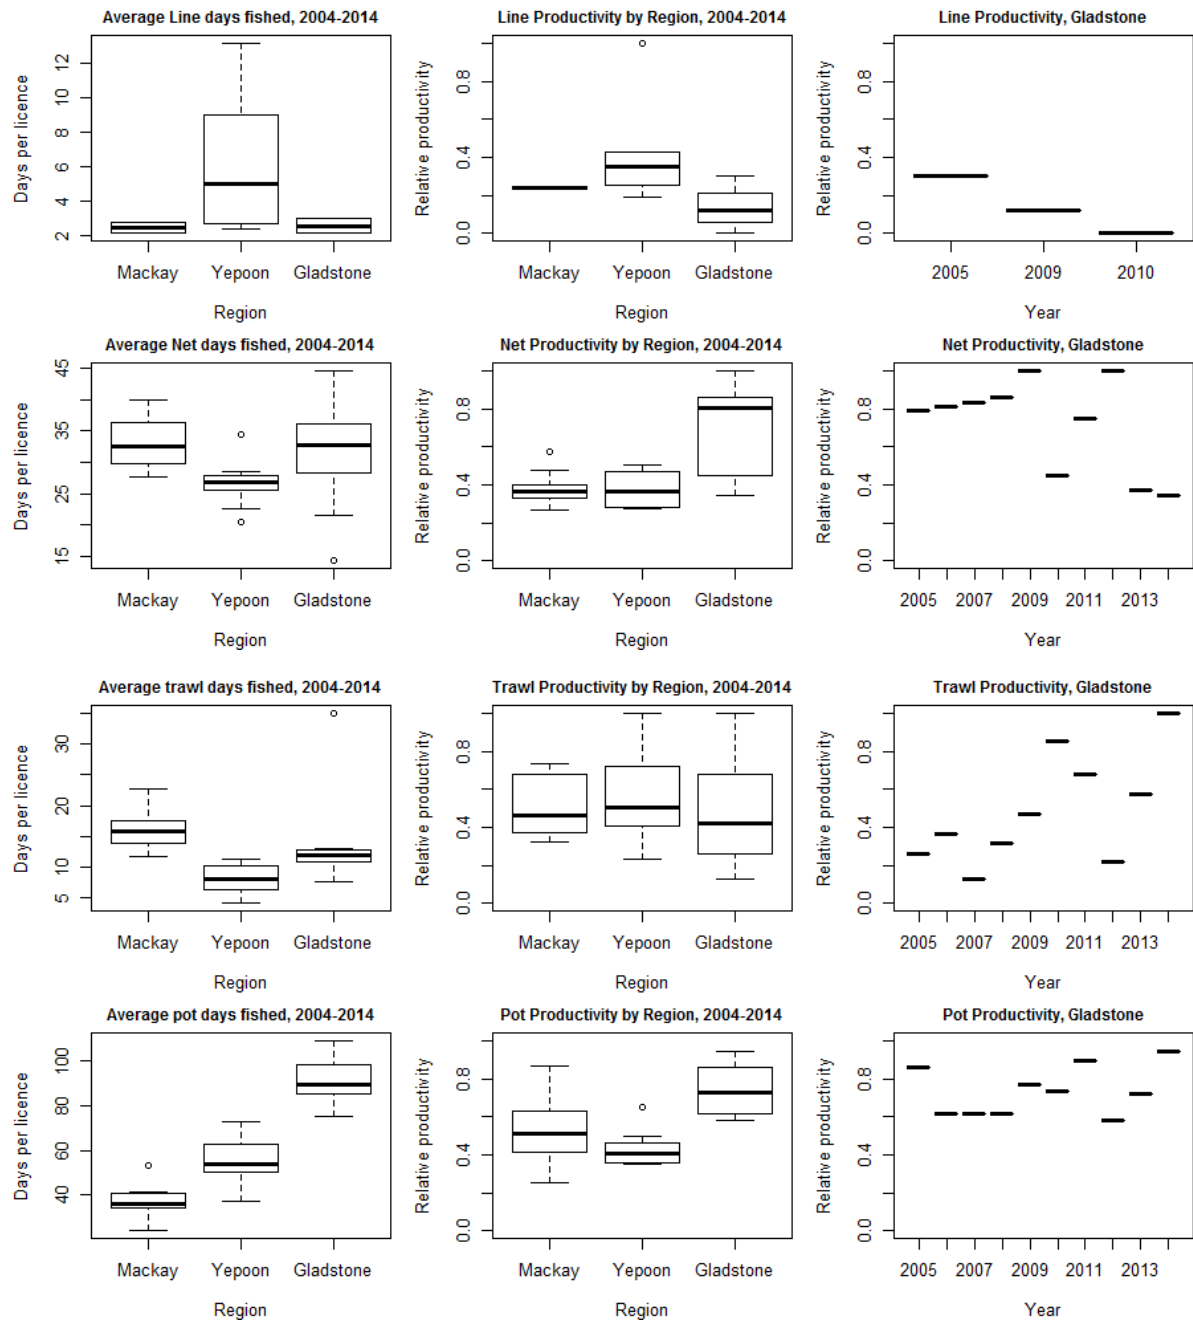 Average Line days fished, 2004-2014
Days per licence
2 4 6 8 10 12
Mackay Yepoon Gladstone
Region
Line Productivity by Region, 2004-2014
Relative productivity
0.0 0.4 0.8
Mackay Yepoon Gladstone
Region
Line Productivity, Gladstone
Relative productivity
0.0 0.4 0.8
2005 2009 2010
Year
Average Net days fished, 2004-2014
Days per licence
15 25 35 45
Mackay Yepoon Gladstone
Region
Net Productivity by Region, 2004-2014
Relative productivity
0.0 0.4 0.8
Mackay Yepoon Gladstone
Region
Net Productivity, Gladstone
Relative productivity
0.0 0.4 0.8
2005 2007 2009 2011 2013
Year
Average trawl days fished, 2004-2014
Days per licence
5 10 20 30
Mackay Yepoon Gladstone
Region
Trawl Productivity by Region, 2004-2014
Relative productivity
0.0 0.4 0.8
Mackay Yepoon Gladstone
Region
Trawl Productivity, Gladstone
Relative productivity
0.0 0.4 0.8
2005 2007 2009 2011 2013
Year
Average pot days fished, 2004-2014
Days per licence
40 60 80 100
Mackay Yepoon Gladstone
Region
Pot Productivity by Region, 2004-2014
Relative productivity
0.0 0.4 0.8
Mackay Yepoon Gladstone
Region
Pot Productivity, Gladstone
Relative productivity
0.0 0.4 0.8
2005 2007 2009 2011 2013
Year